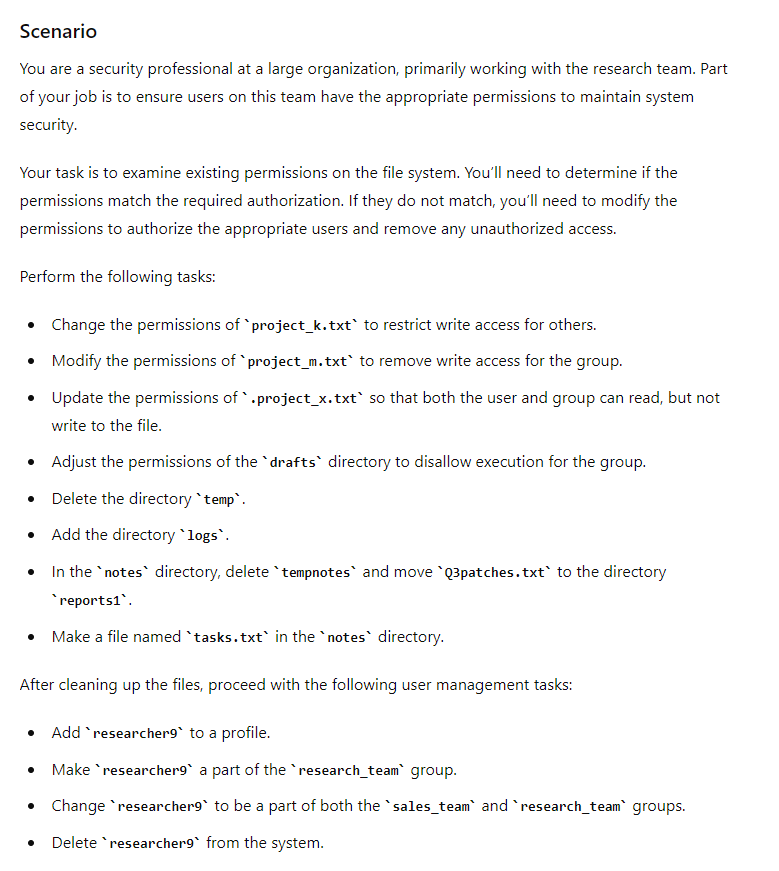 Scenario
You are a security professional at a large organization, primarily working with the research team. Part
of your job is to ensure users on this team have the appropriate permissions to maintain system
security.
Your task is to examine existing permissions on the file system. You'll need to determine if the
permissions match the required authorization. If they do not match, you'll need to modify the
permissions to authorize the appropriate users and remove any unauthorized access.
Perform the following tasks:
• Change the permissions of `project_k.txt` to restrict write access for others.
• Modify the permissions of `project_m.txt` to remove write access for the group.
• Update the permissions of `.project_x.txt` so that both the user and group can read, but not
write to the file.
• Adjust the permissions of the `drafts` directory to disallow execution for the group.
• Delete the directory `temp`.
• Add the directory `logs`.
• In the `notes` directory, delete `tempnotes` and move `Q3patches.txt` to the directory
`reports1`.
• Make a file named `tasks.txt` in the `notes` directory.
After cleaning up the files, proceed with the following user management tasks:
• Add `researcher9` to a profile.
• Make `researcher9` a part of the `research_team` group.
• Change `researcher9` to be a part of both the `sales_team` and `research_team` groups.
• Delete `researcher9` from the system.